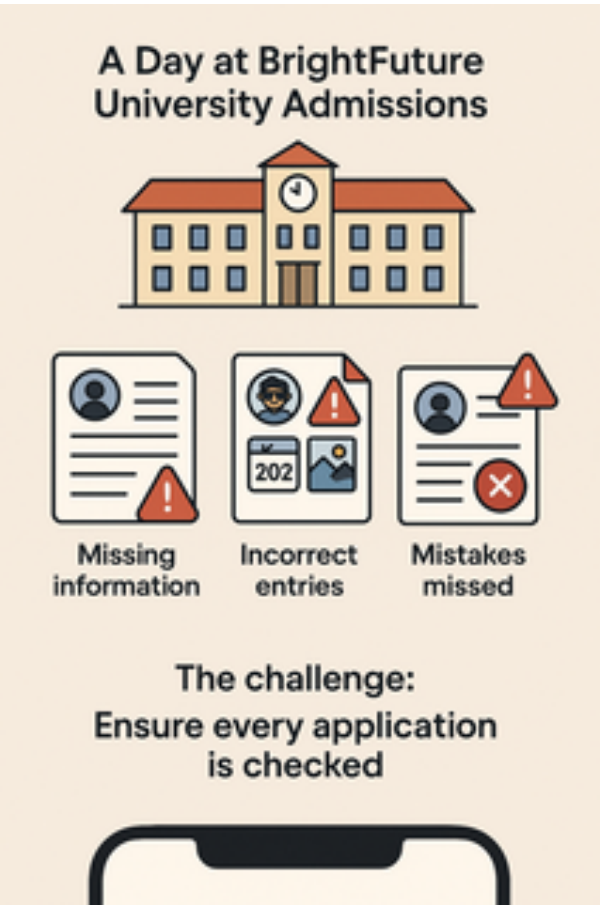 A Day at BrightFuture
University Admissions
202
Missing
information
Incorrect
entries
Mistakes
missed
The challenge:
Ensure every application
is checked